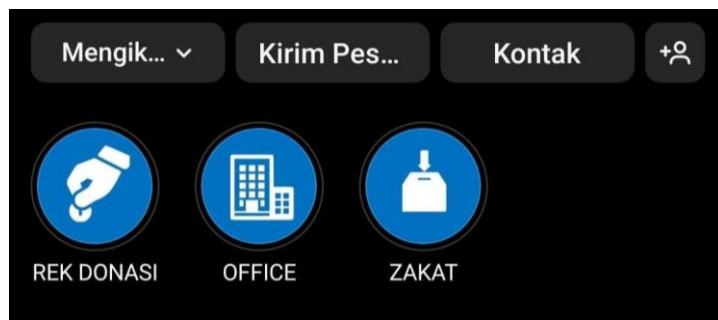 Mengik... Kirim Pes... Kontak
REK DONASI OFFICE ZAKAT